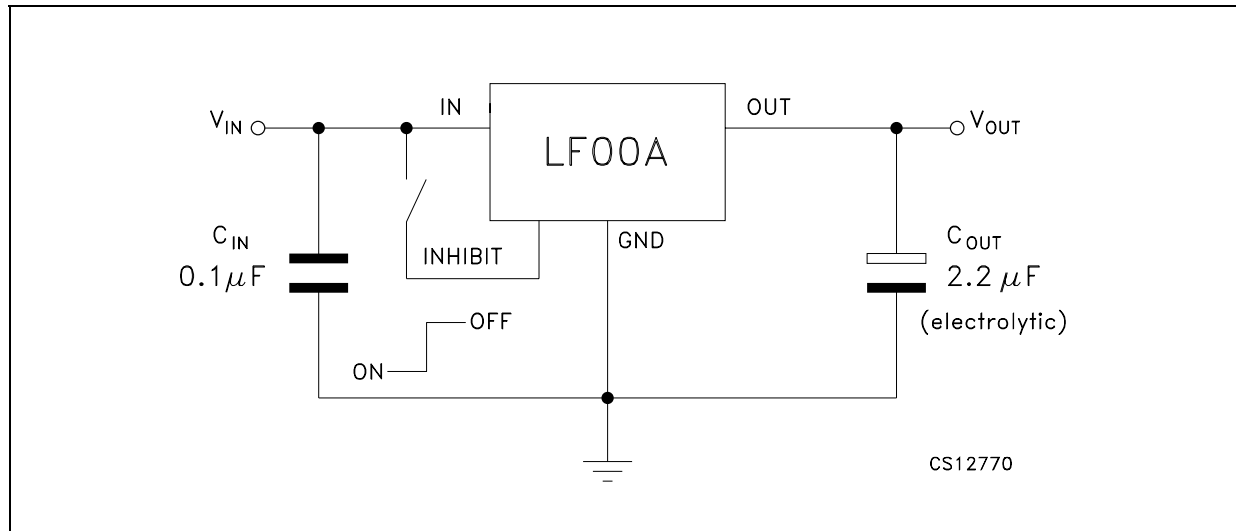 IN
OUT
V_IN
V_OUT
LF00A
GND
C_IN
0.1μF
INHIBIT
C_OUT
2.2 μF
(electrolytic)
OFF
ON
CS12770